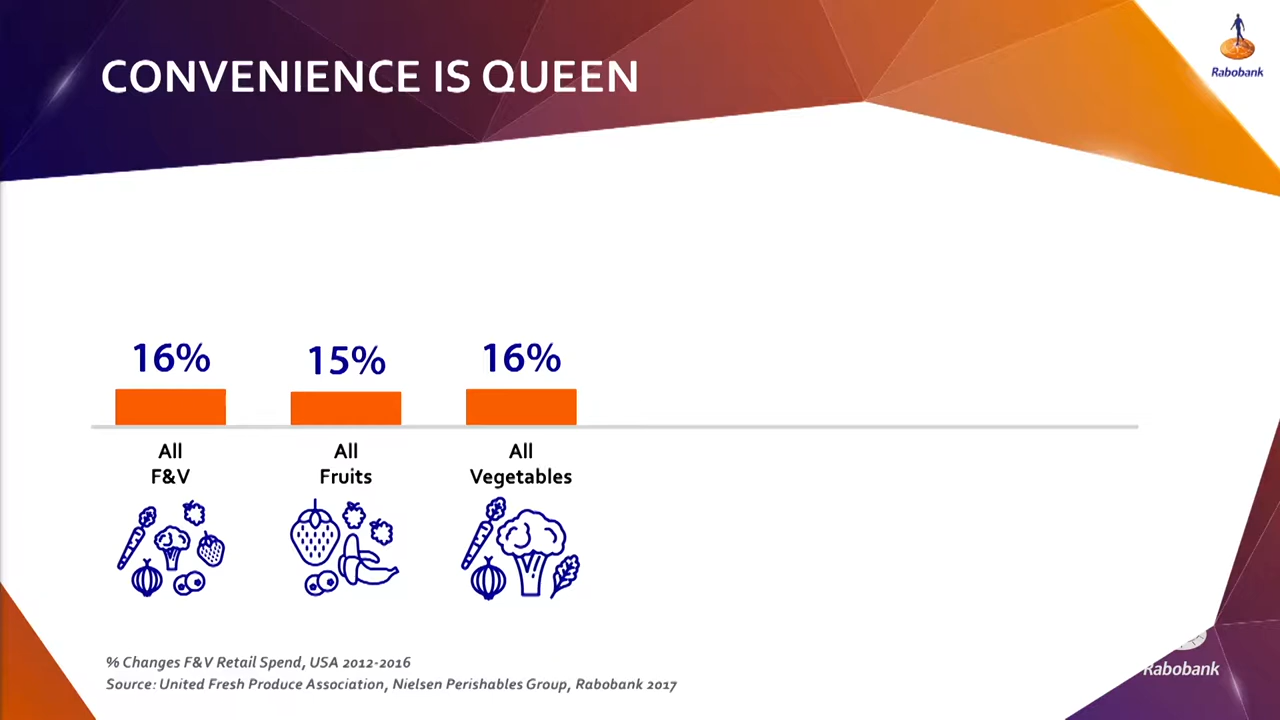 CONVENIENCE IS QUEEN
Rabobank
16%
15%
16%
All
F&V
All
Fruits
All
Vegetables
% Changes F&V Retail Spend, USA 2012-2016
Source: United Fresh Produce Association, Nielsen Perishables Group, Rabobank 2017
Rabobank